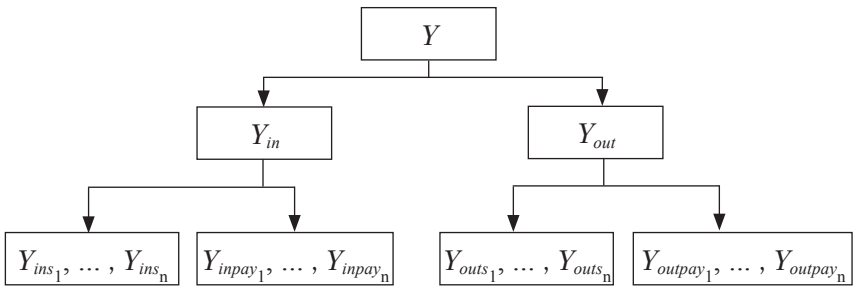 Y
Y_in Y_out
Y_ins_1, ... , Y_ins_n Y_inpay_1, ... , Y_inpay_n Y_outs_1, ... , Y_outs_n Y_outpay_1, ... , Y_outpay_n